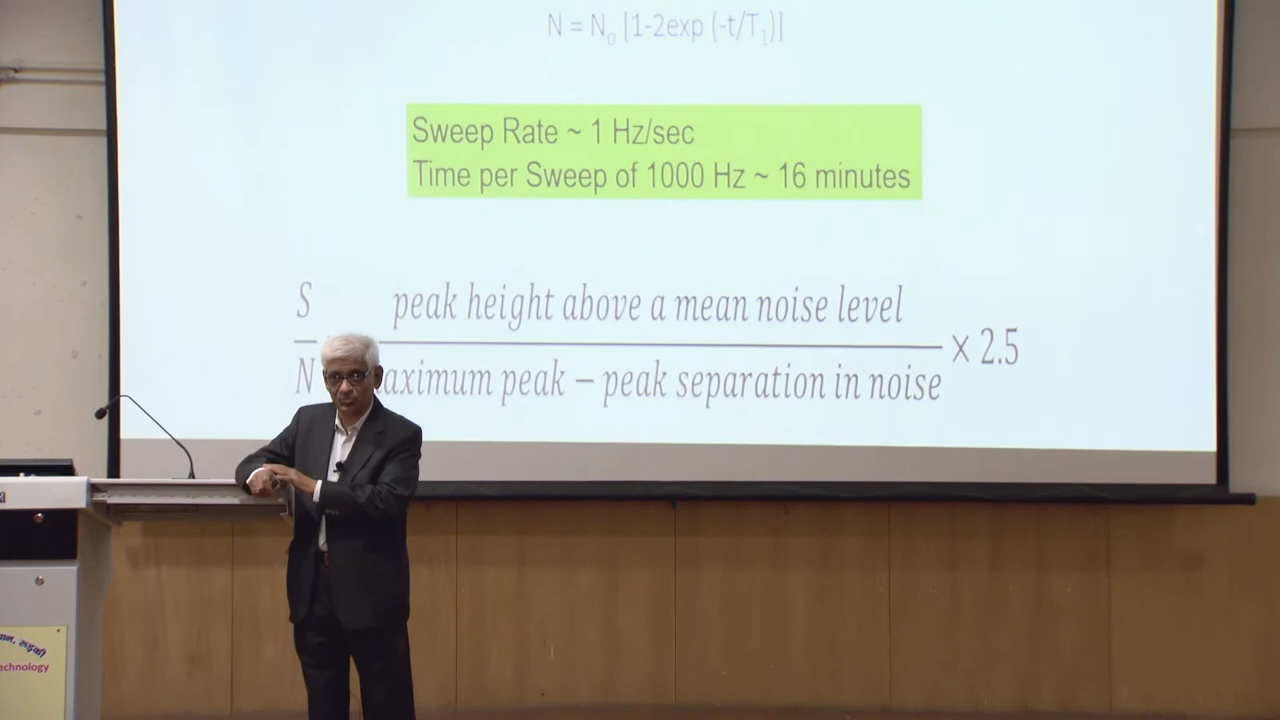 N = N₀ [1-2exp (-t/T₁)]
Sweep Rate ~ 1 Hz/sec
Time per Sweep of 1000 Hz ~ 16 minutes
S peak height above a mean noise level
× 2.5
N aximum peak – peak separation in noise
रुड़की
echnology